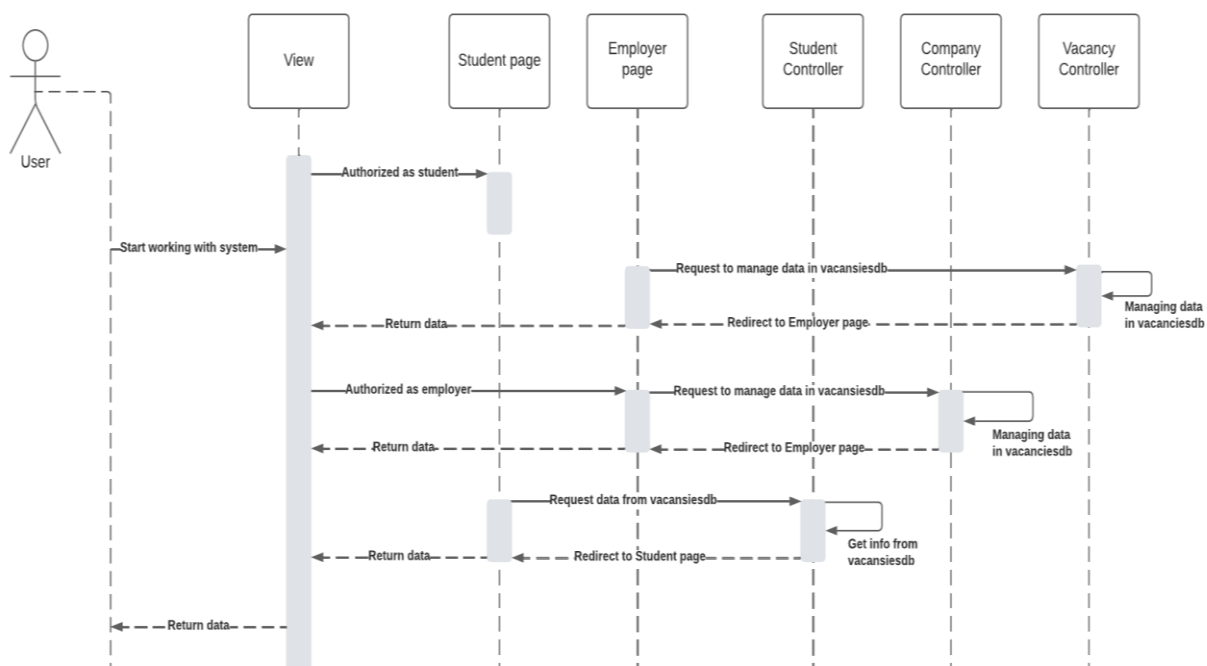 View
Student page
Employer
page
Student
Controller
Company
Controller
Vacancy
Controller
User
Authorized as student
Start working with system
Request to manage data in vacansiesdb
Managing data
in vacanciesdb
Return data
Redirect to Employer page
Authorized as employer
Request to manage data in vacansiesdb
Managing data
in vacanciesdb
Return data
Redirect to Employer page
Request data from vacansiesdb
Get info from
vacansiesdb
Return data
Redirect to Student page
Return data